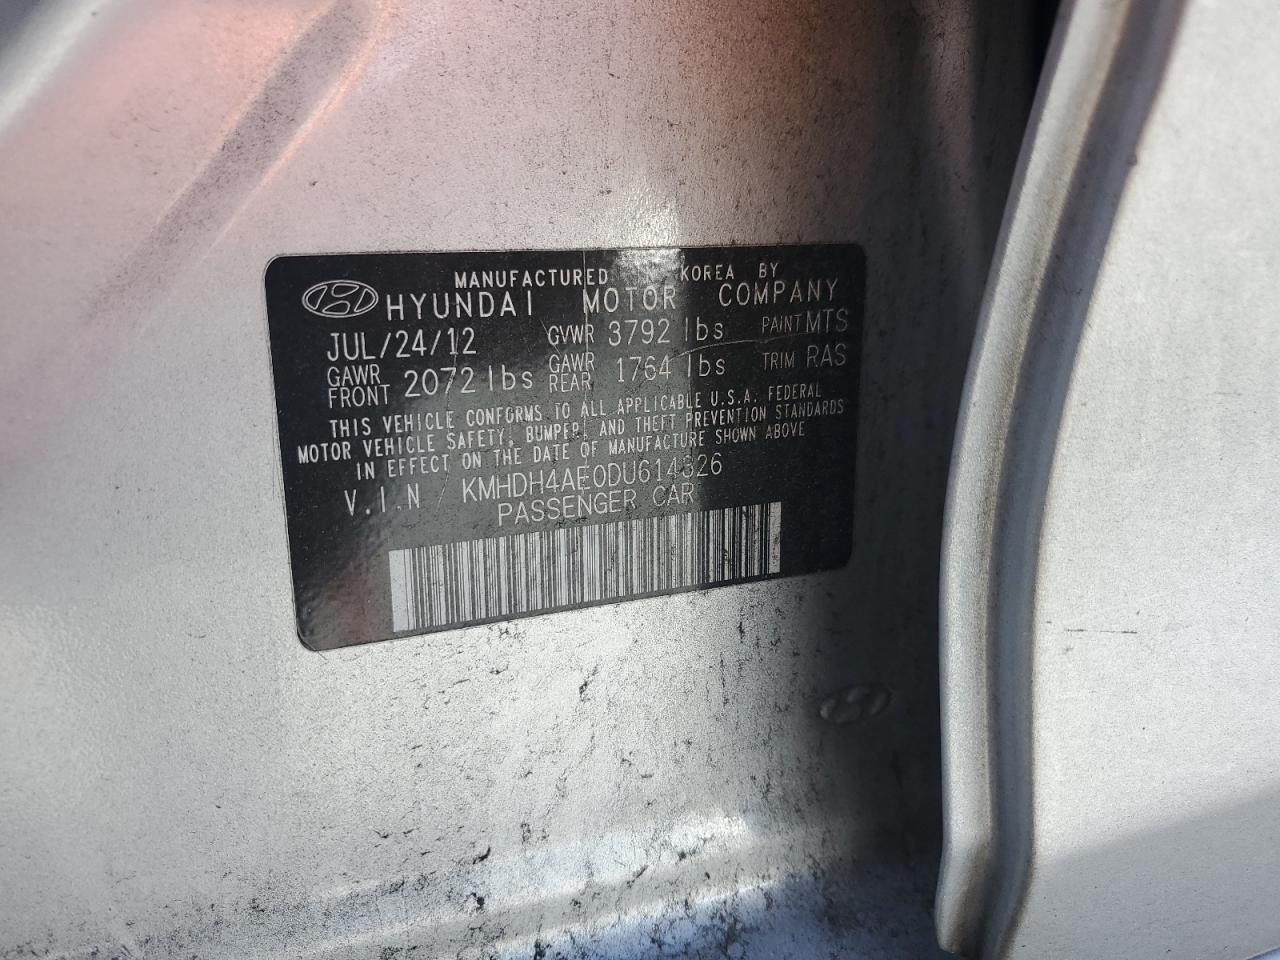 MANUFACTURED KOREA BY
HYUNDAI MOTOR COMPANY
JUL/24/12 GVWR 3792 lbs PAINT MTS
GAWR FRONT 2072 lbs GAWR REAR 1764 lbs TRIM RAS
THIS VEHICLE CONFORMS TO ALL APPLICABLE U.S.A. FEDERAL
MOTOR VEHICLE SAFETY, BUMPER, AND THEFT PREVENTION STANDARDS
IN EFFECT ON THE DATE OF MANUFACTURE SHOWN ABOVE
V.I.N /
PASSENGER CAR